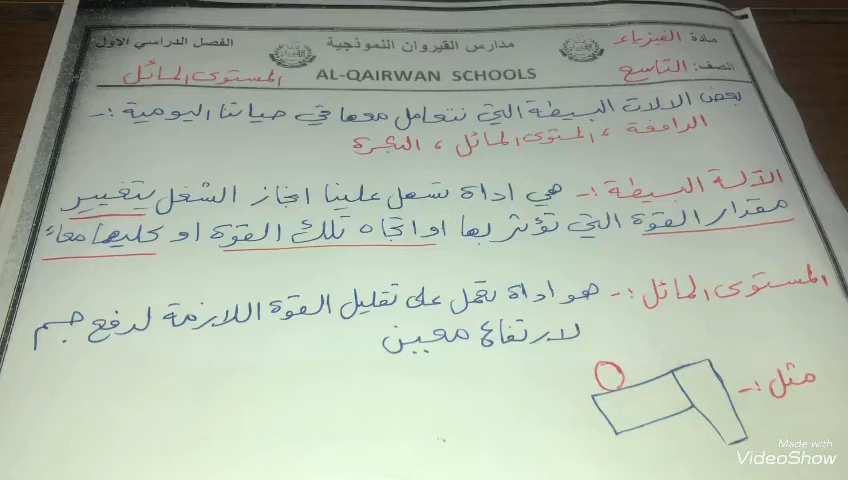 مادة الفيزياء
مدارس القيروان النموذجية
الفصل الدراسي الأول
الصف: التاسع
AL-QAIRWAN SCHOOLS
المستوى المائل
بعض الالات البسيطة التي نتعامل معها في حياتنا اليومية :-
الرافعة ، المستوى المائل ، البكرة
الآلة البسيطة :- هي اداة تسهل علينا انجاز الشغل بتغيير
مقدار القوة التي تؤثر بها او اتجاه تلك القوة او كليهما معاً
المستوى المائل :- هو اداة تعمل على تقليل القوة اللازمة لدفع جسم
لارتفاع معين
مثل :-
Made with
VideoShow